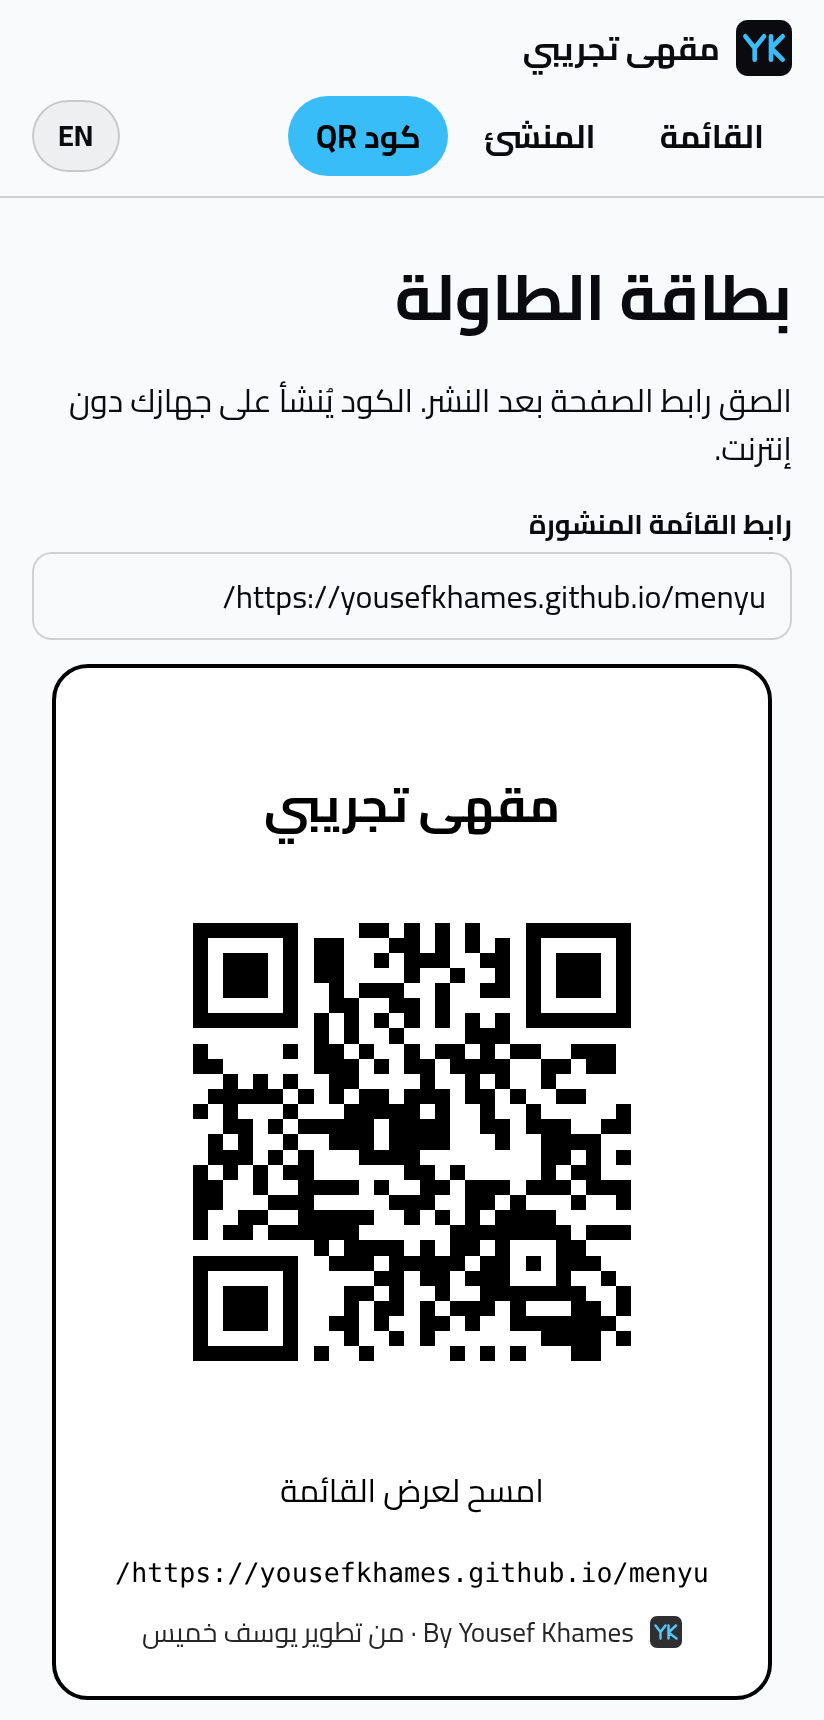 YK مقهى تجريبي
القائمة المنشئ كود QR EN
بطاقة الطاولة
الصق رابط الصفحة بعد النشر. الكود يُنشأ على جهازك دون
إنترنت.
رابط القائمة المنشورة
https://yousefkhames.github.io/menyu/
مقهى تجريبي
امسح لعرض القائمة
https://yousefkhames.github.io/menyu/
YK By Yousef Khames · من تطوير يوسف خميس